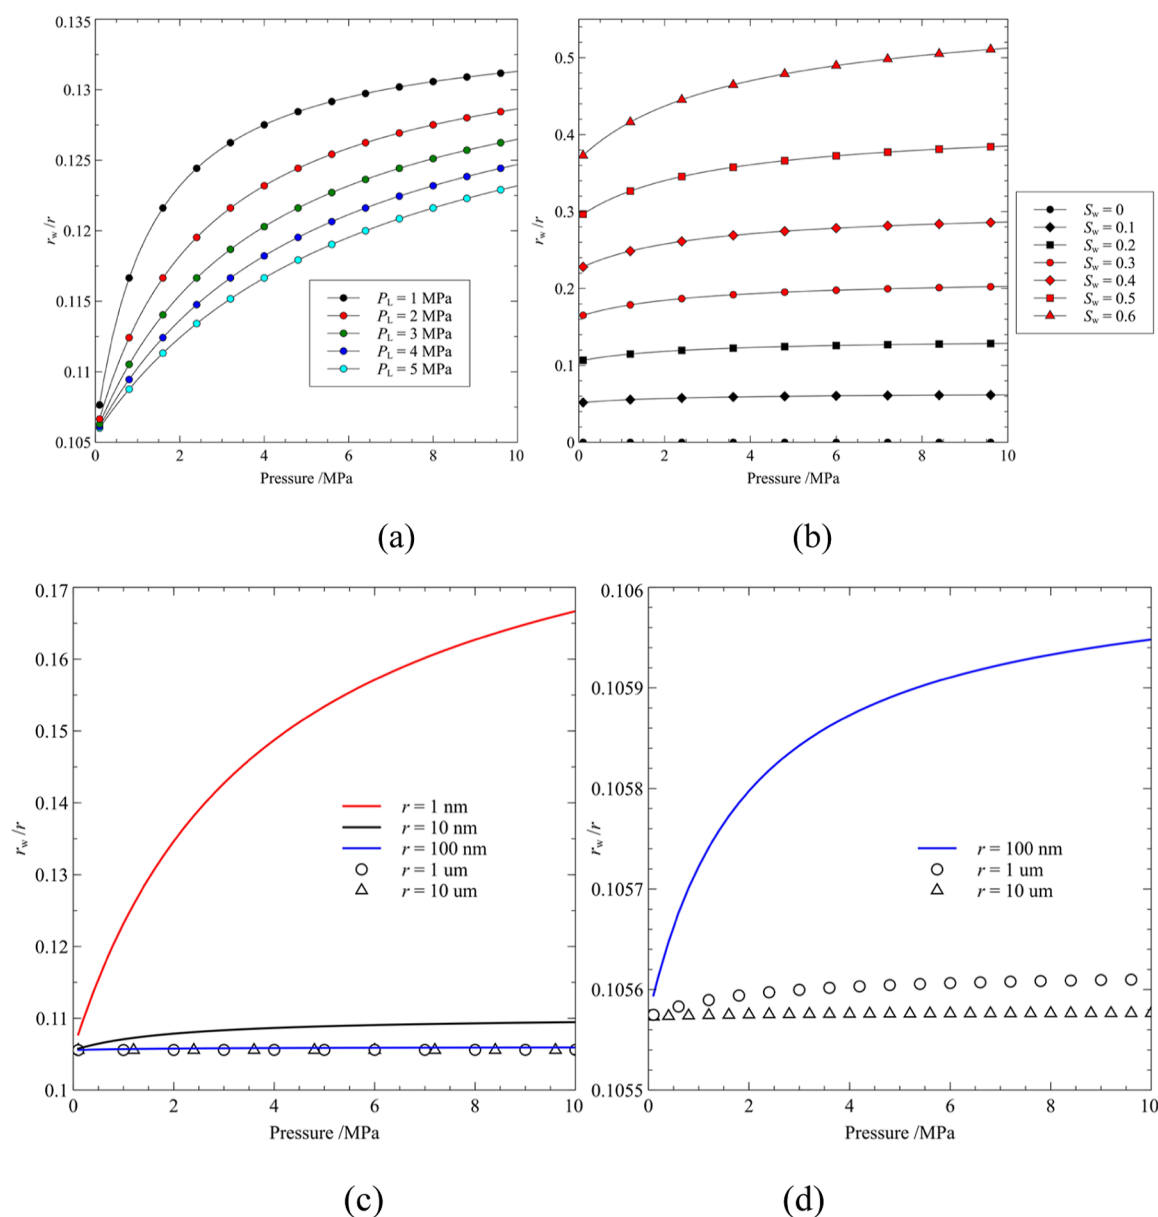 0.135
0.13
0.125
0.12
0.115
0.11
0.105
r_w /r
0 2 4 6 8 10
Pressure /MPa
P_L = 1 MPa
P_L = 2 MPa
P_L = 3 MPa
P_L = 4 MPa
P_L = 5 MPa
(a)
0.5
0.4
0.3
0.2
0.1
0
r_w /r
0 2 4 6 8 10
Pressure /MPa
S_w = 0
S_w = 0.1
S_w = 0.2
S_w = 0.3
S_w = 0.4
S_w = 0.5
S_w = 0.6
(b)
0.17
0.16
0.15
0.14
0.13
0.12
0.11
0.1
r_w /r
0 2 4 6 8 10
Pressure /MPa
r = 1 nm
r = 10 nm
r = 100 nm
r = 1 um
r = 10 um
(c)
0.106
0.1059
0.1058
0.1057
0.1056
0.1055
r_w /r
0 2 4 6 8 10
Pressure /MPa
r = 100 nm
r = 1 um
r = 10 um
(d)